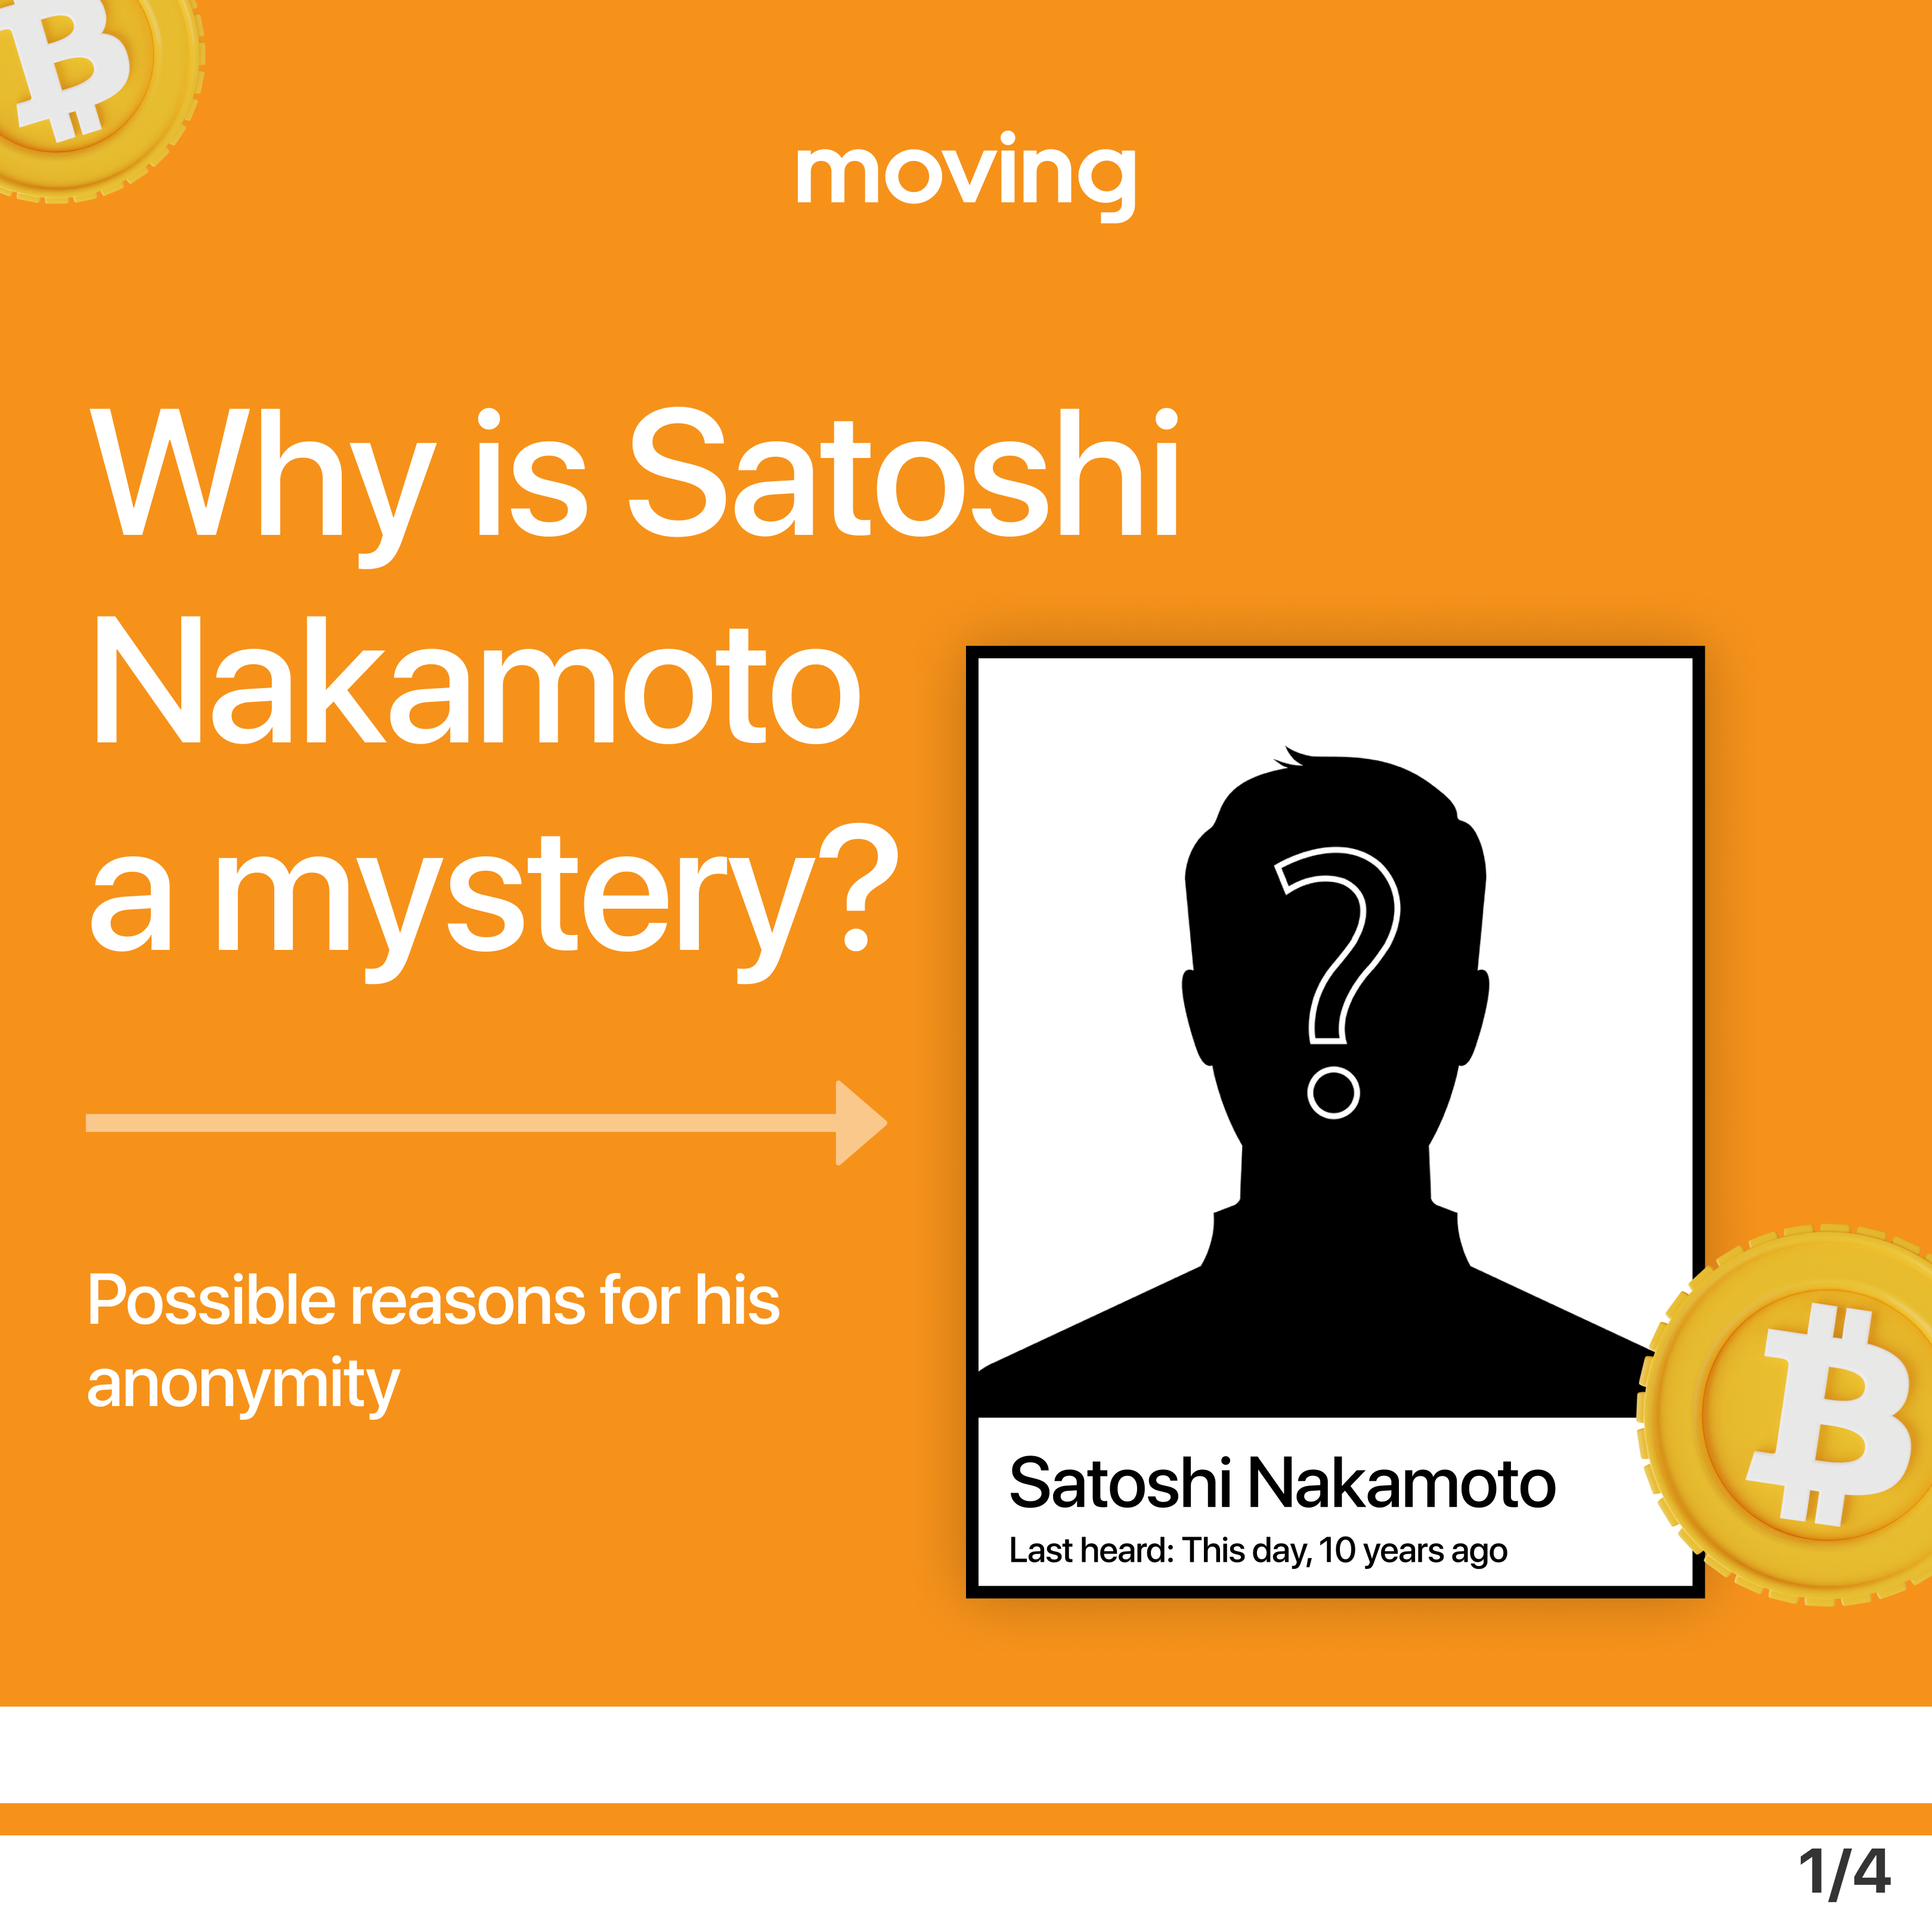 moving
Why is Satoshi
Nakamoto
a mystery?
Possible reasons for his
anonymity
Satoshi Nakamoto
Last heard: This day, 10 years ago
1/4